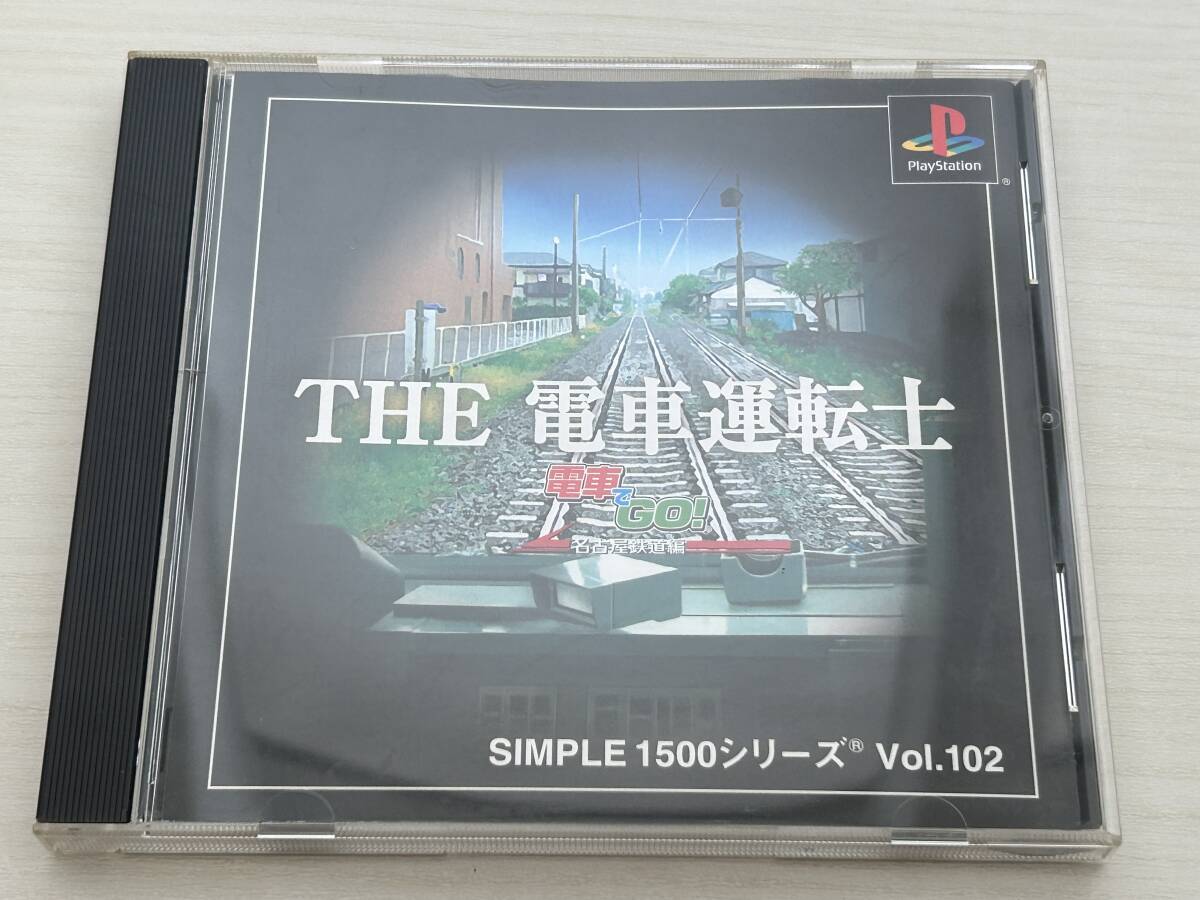 PlayStation
®
THE 電車運転士
電車でGO!
名古屋鉄道編
SIMPLE 1500シリーズ® Vol.102